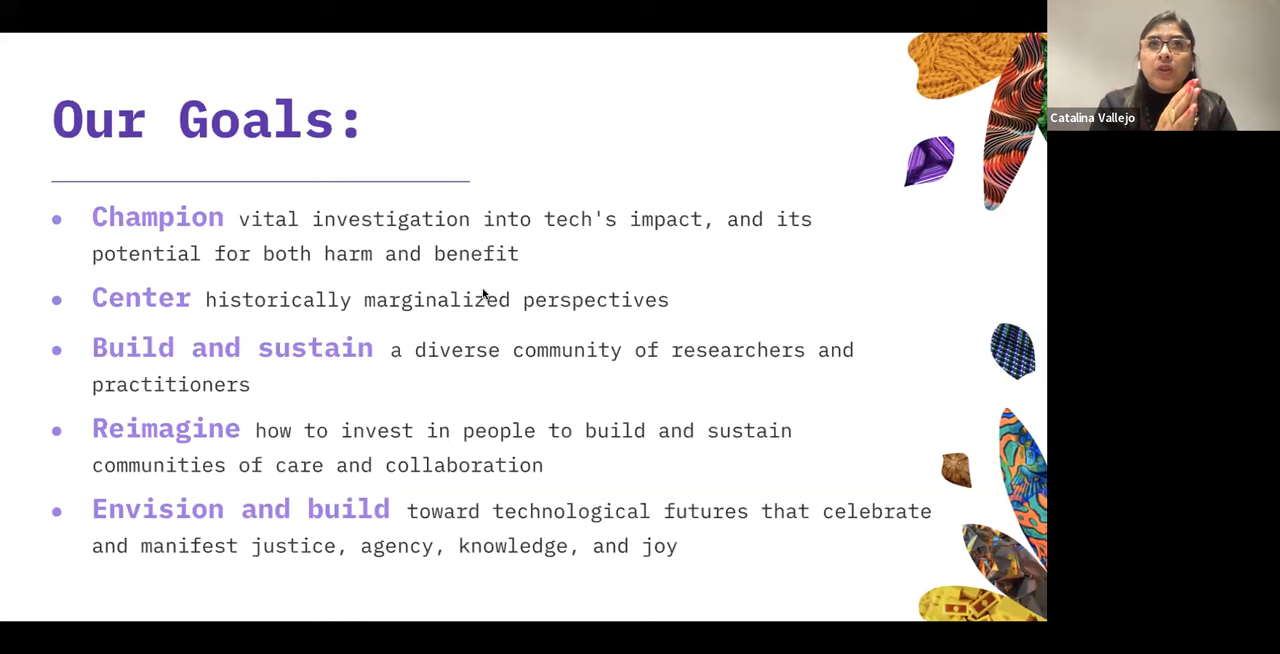 Our Goals:
Champion vital investigation into tech's impact, and its
potential for both harm and benefit
Center historically marginalized perspectives
Build and sustain a diverse community of researchers and
practitioners
Reimagine how to invest in people to build and sustain
communities of care and collaboration
Envision and build toward technological futures that celebrate
and manifest justice, agency, knowledge, and joy
Catalina Vallejo